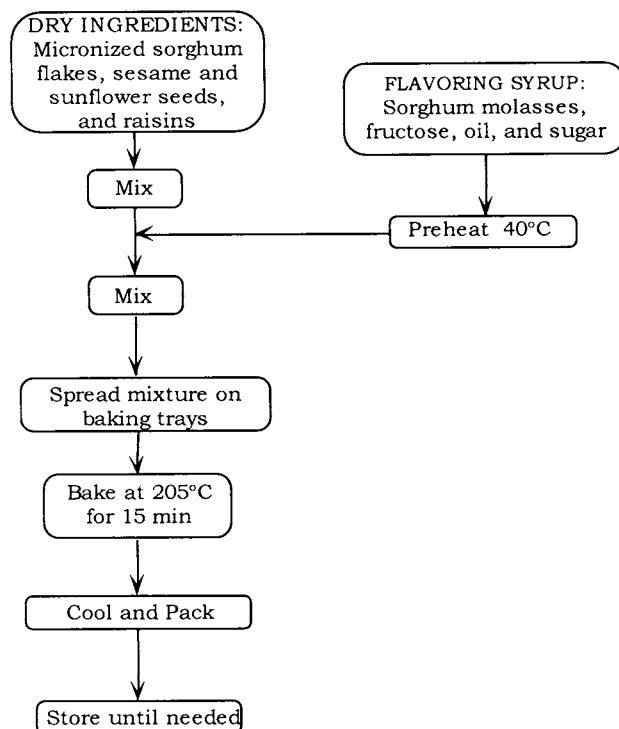 DRY INGREDIENTS:
Micronized sorghum
flakes, sesame and
sunflower seeds,
and raisins
FLAVORING SYRUP:
Sorghum molasses,
fructose, oil, and sugar
Mix
Preheat 40°C
Mix
Spread mixture on
baking trays
Bake at 205°C
for 15 min
Cool and Pack
Store until needed